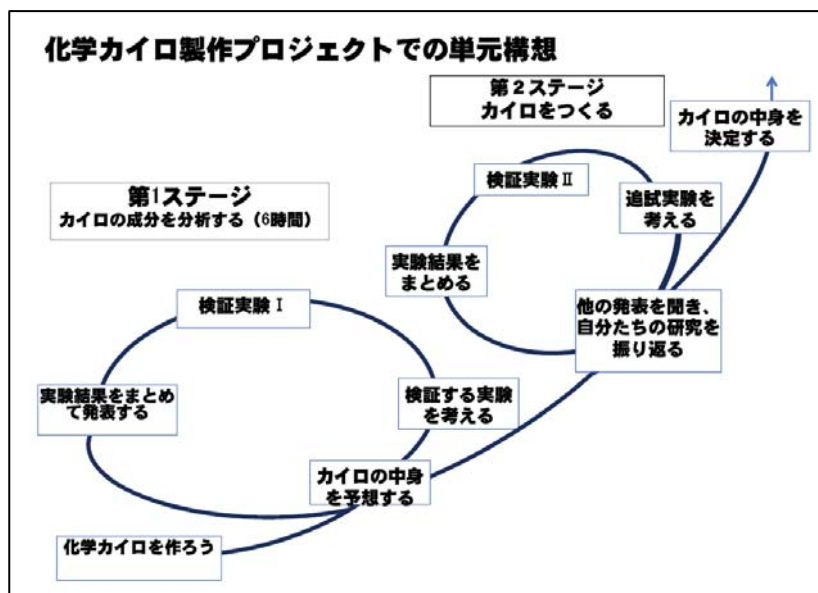 化学カイロ製作プロジェクトでの単元構想
第２ステージ
カイロをつくる
カイロの中身を
決定する
第1ステージ
カイロの成分を分析する（6時間）
検証実験Ⅱ
追試実験を
考える
実験結果を
まとめる
他の発表を聞き、
自分たちの研究を
振り返る
検証実験Ⅰ
実験結果をまとめ
て発表する
検証する実験
を考える
カイロの中身
を予想する
化学カイロを作ろう